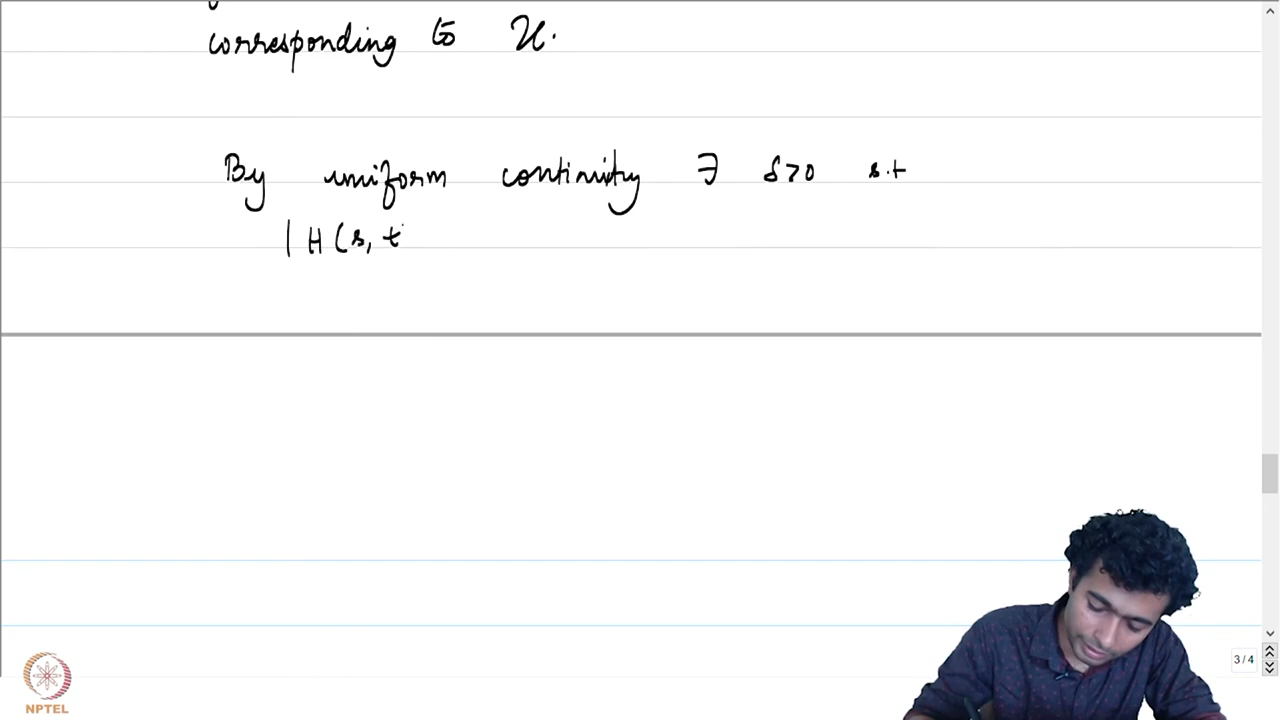 corresponding to 𝒰.
By uniform continuity ∃ δ>0 s.t
| H(s, t
3/4
NPTEL